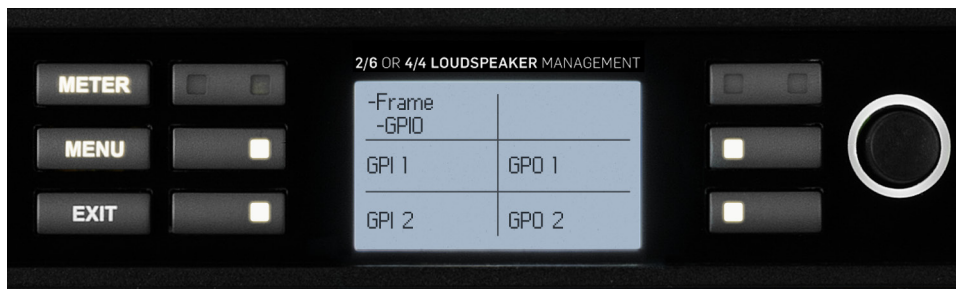 2/6 OR 4/4 LOUDSPEAKER MANAGEMENT
METER
MENU
EXIT
-Frame
-GPIO
GPI 1
GPO 1
GPI 2
GPO 2